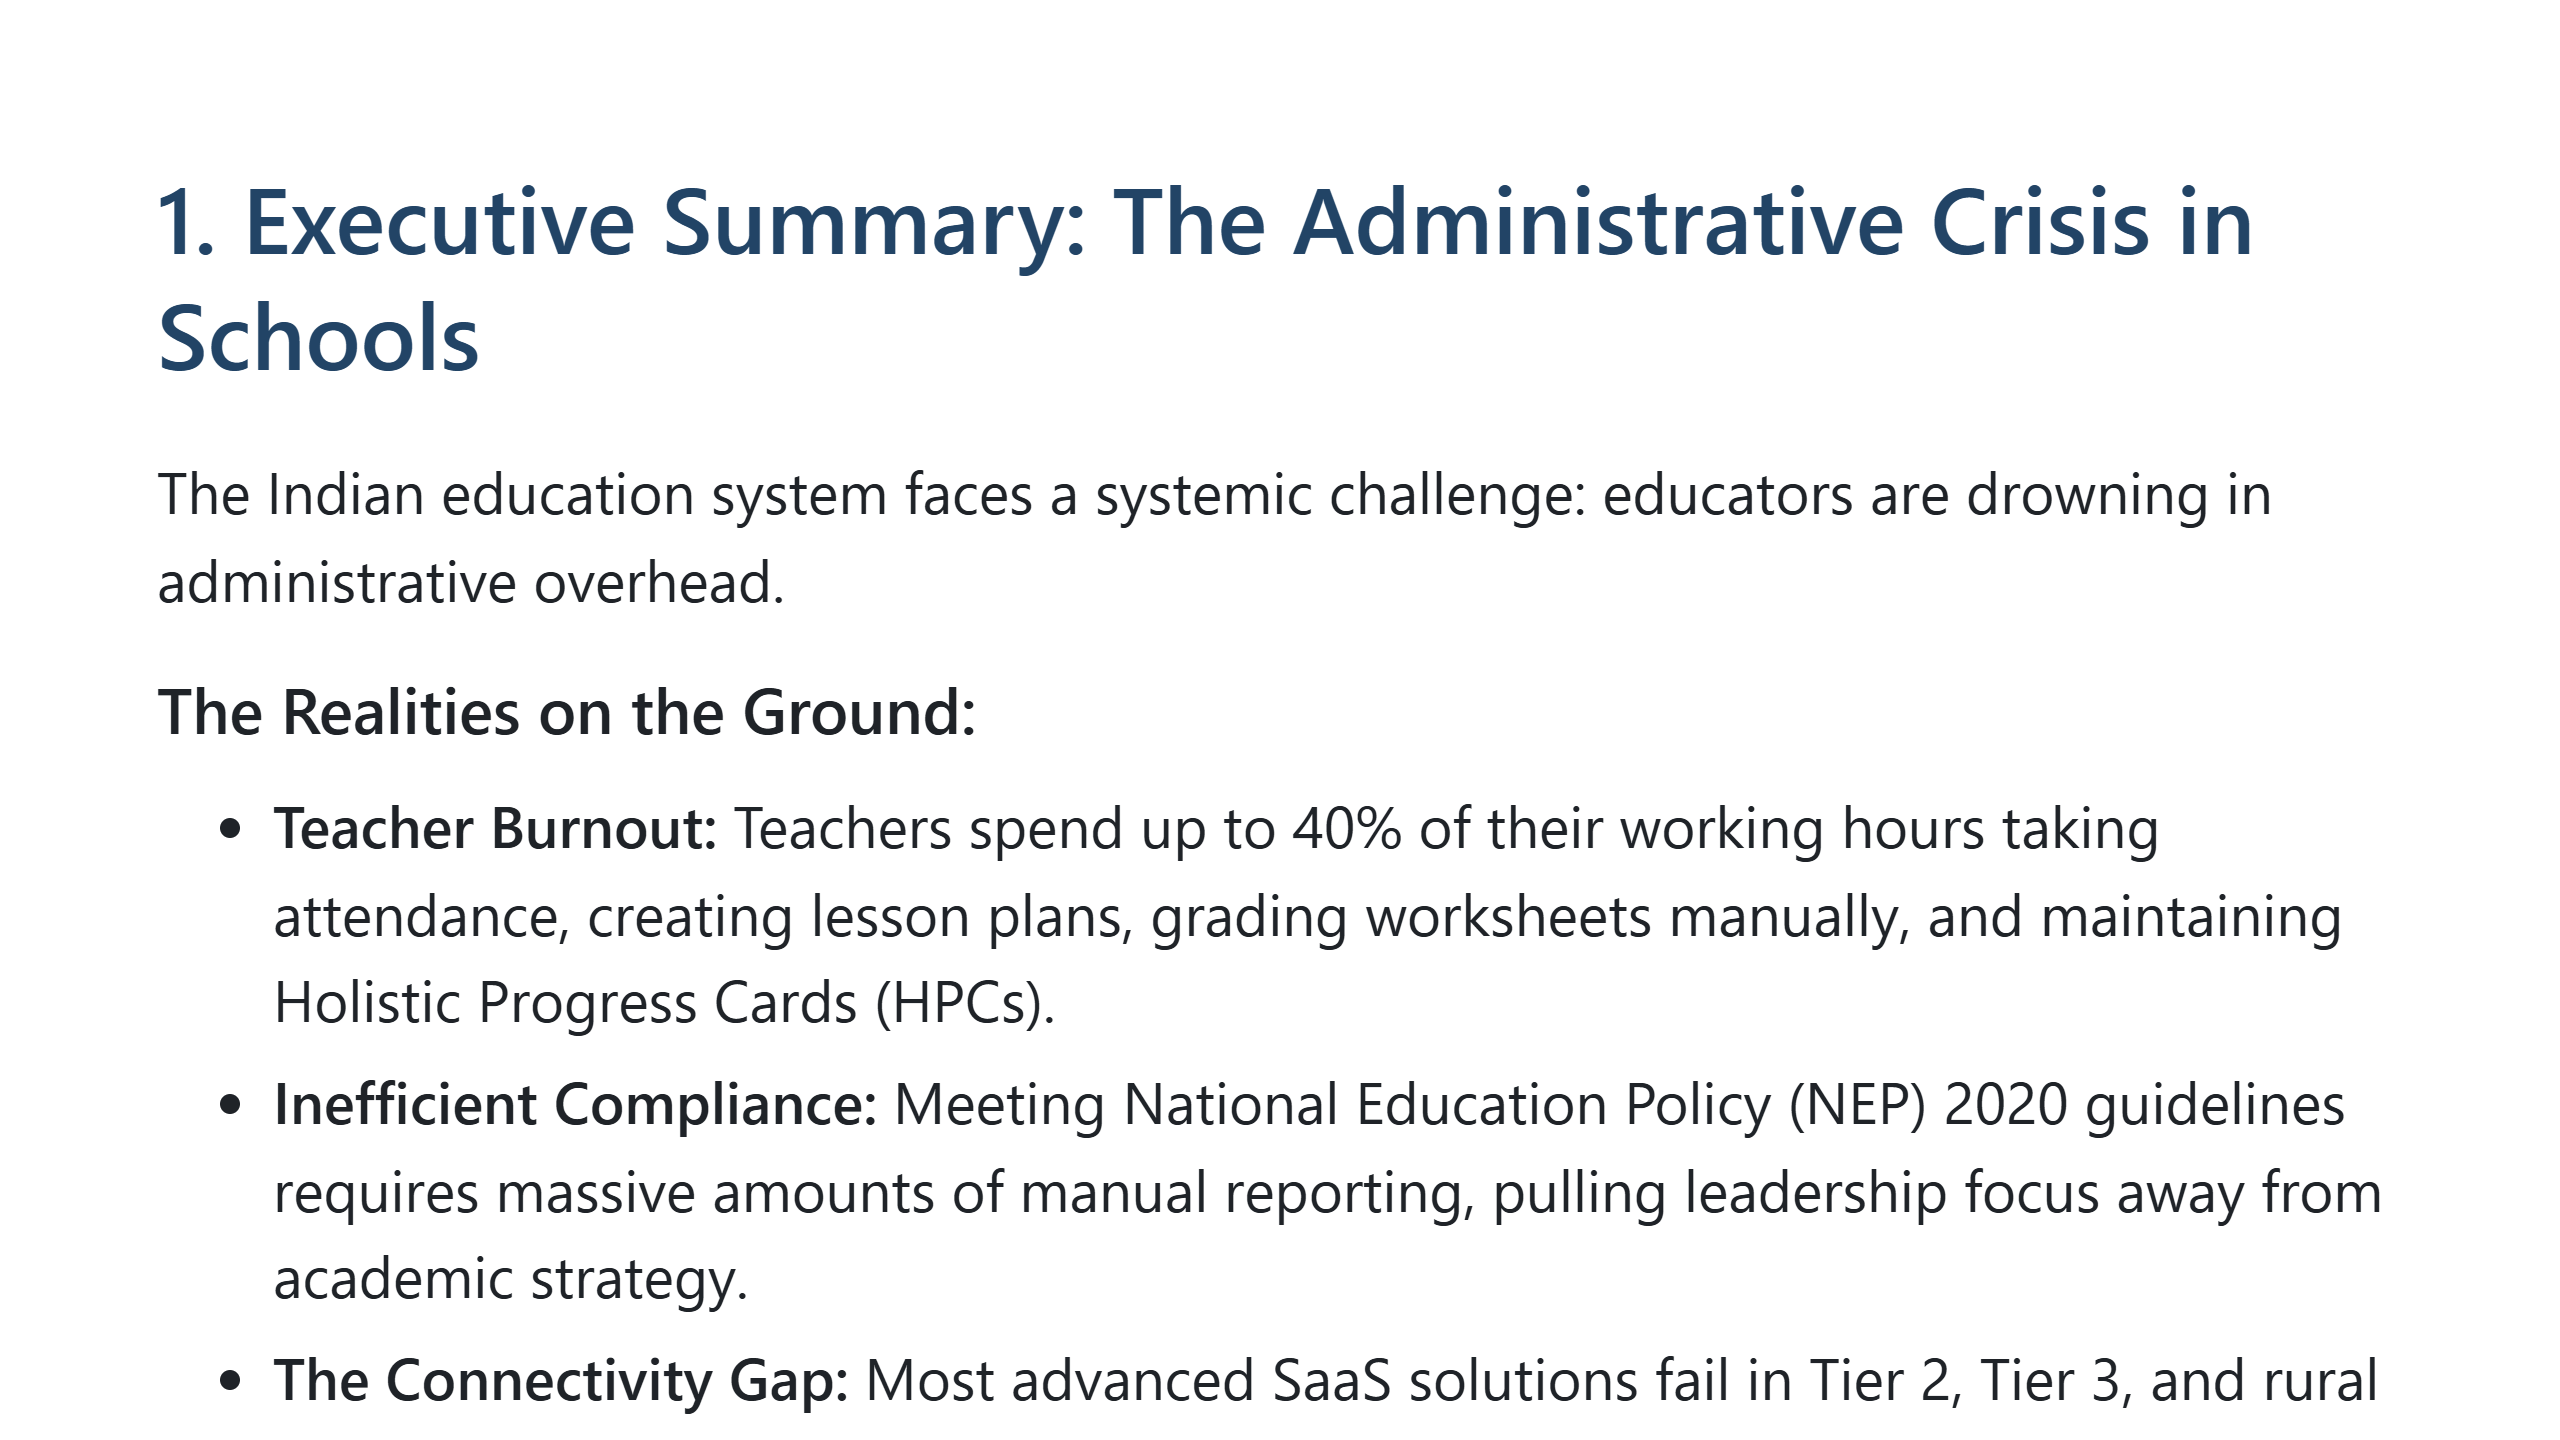 1. Executive Summary: The Administrative Crisis in
Schools
The Indian education system faces a systemic challenge: educators are drowning in
administrative overhead.
The Realities on the Ground:
• Teacher Burnout: Teachers spend up to 40% of their working hours taking
attendance, creating lesson plans, grading worksheets manually, and maintaining
Holistic Progress Cards (HPCs).
• Inefficient Compliance: Meeting National Education Policy (NEP) 2020 guidelines
requires massive amounts of manual reporting, pulling leadership focus away from
academic strategy.
• The Connectivity Gap: Most advanced SaaS solutions fail in Tier 2, Tier 3, and rural